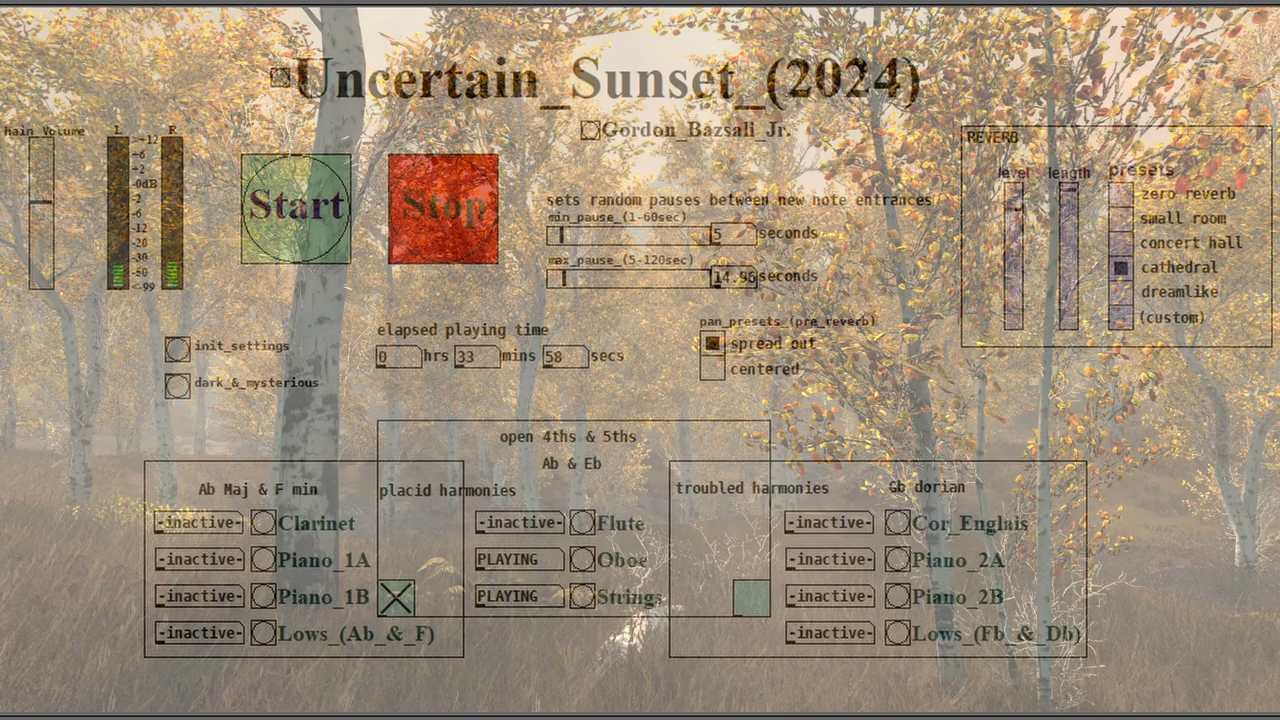 Uncertain_Sunset_(2024)
Gordon_Bazsali_Jr.
Main_Volume
L R
>+12
+6
+2
-0dB
-2
-6
-12
-20
-30
-50
-99
Start
Stop
sets random pauses between new note entrances
min_pause_(1-60sec)
5 seconds
max_pause_(5-120sec)
14.96 seconds
REVERB
level length presets
zero reverb
small room
concert hall
cathedral
dreamlike
(custom)
init_settings
dark_&_mysterious
elapsed playing time
0 hrs 33 mins 58 secs
pan_presets_(pre_reverb)
spread out
centered
open 4ths & 5ths
Ab & Eb
Ab Maj & F min
placid harmonies
troubled harmonies
Gb dorian
-inactive- Clarinet
-inactive- Piano_1A
-inactive- Piano_1B
-inactive- Lows_(Ab_&_F)
-inactive- Flute
PLAYING Oboe
PLAYING Strings
-inactive- Cor_Englais
-inactive- Piano_2A
-inactive- Piano_2B
-inactive- Lows_(Fb_&_Db)